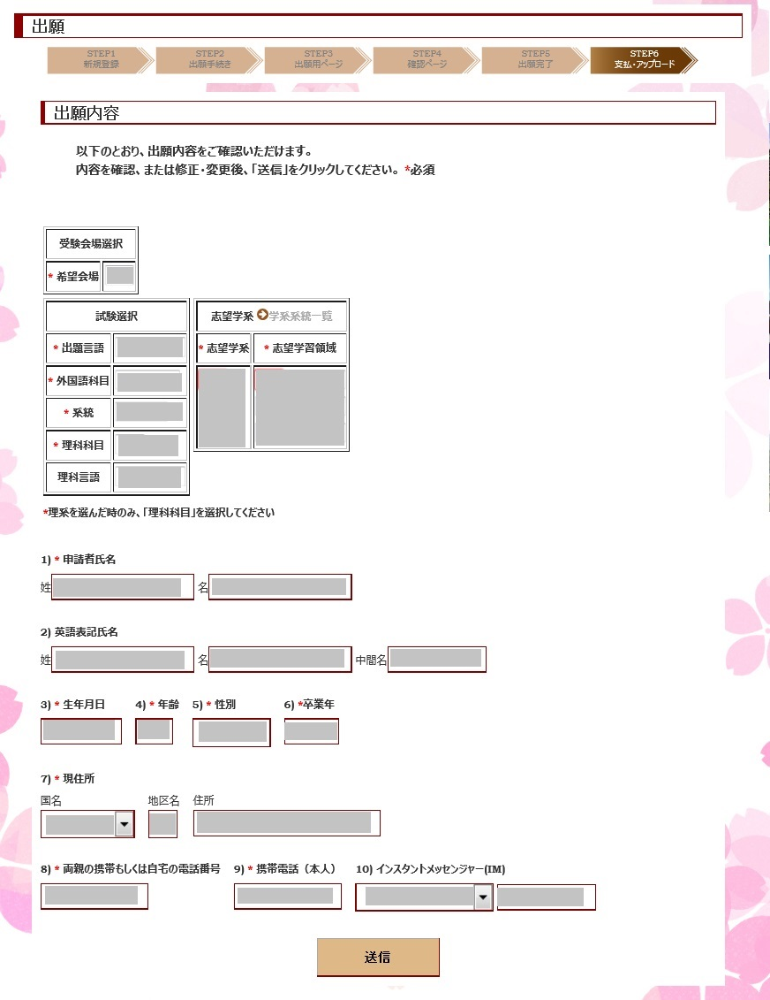 出願
STEP1
新規登録
STEP2
出願手続き
STEP3
出願用ページ
STEP4
確認ページ
STEP5
出願完了
STEP6
支払・アップロード
出願内容
以下のとおり、出願内容をご確認いただけます。
内容を確認、または修正・変更後、「送信」をクリックしてください。 *必須
受験会場選択
* 希望会場
試験選択
* 出題言語
* 外国語科目
* 系統
* 理科科目
理科言語
志望学系 学系系統一覧
* 志望学系 * 志望学習領域
*理系を選んだ時のみ、「理科科目」を選択してください
1) * 申請者氏名
姓 名
2) 英語表記氏名
姓 名 中間名
3) * 生年月日 4) * 年齢 5) * 性別 6) *卒業年
7) * 現住所
国名 地区名 住所
8) * 両親の携帯もしくは自宅の電話番号 9) * 携帯電話（本人） 10) インスタントメッセンジャー(IM)
送信